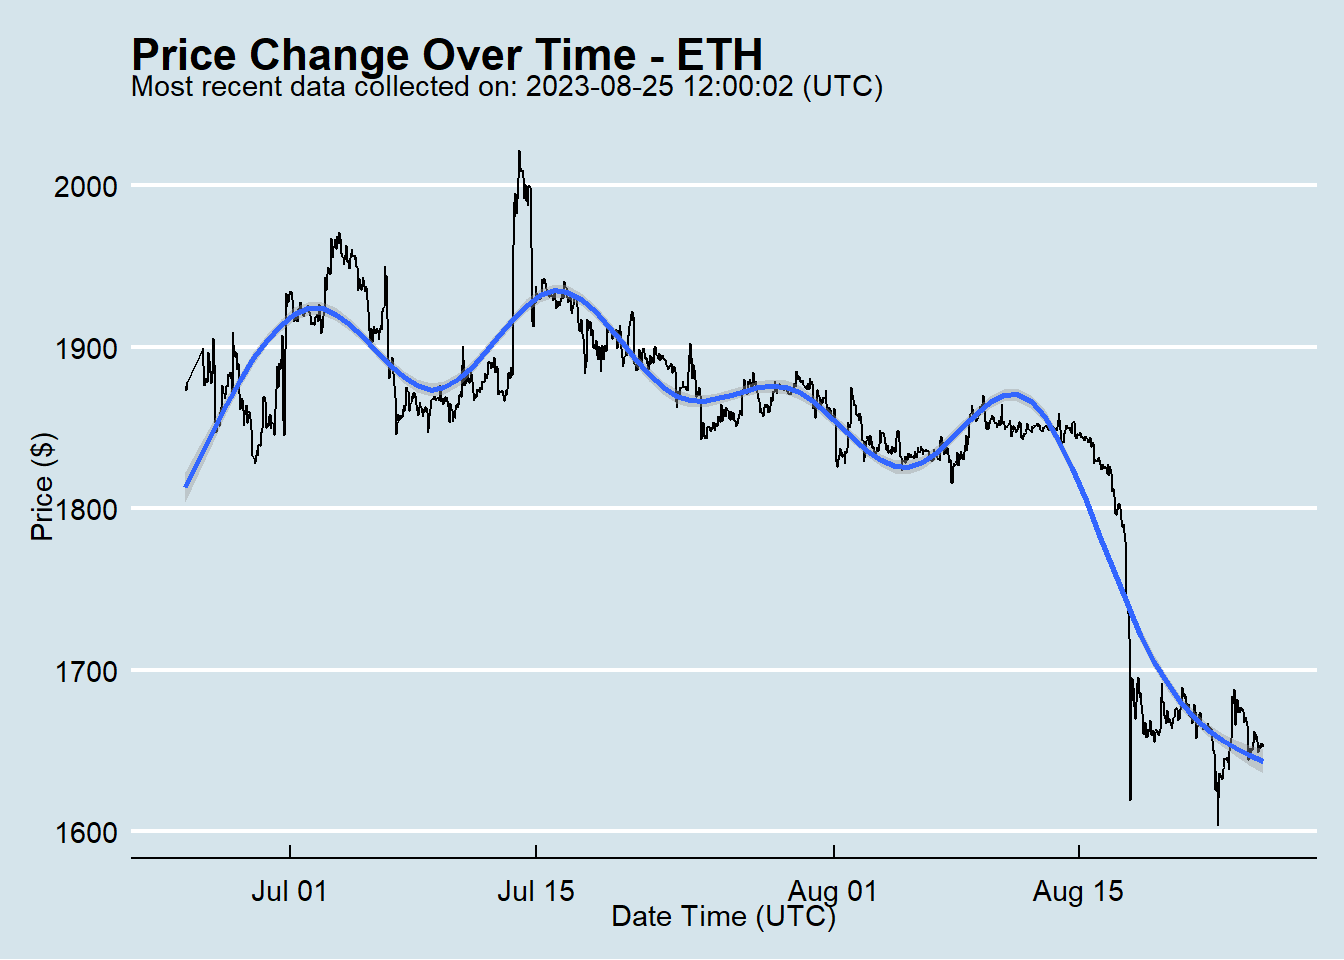 Price Change Over Time - ETH
Most recent data collected on: 2023-08-25 12:00:02 (UTC)
Price ($)
2000
1900
1800
1700
1600
Jul 01
Jul 15
Aug 01
Aug 15
Date Time (UTC)